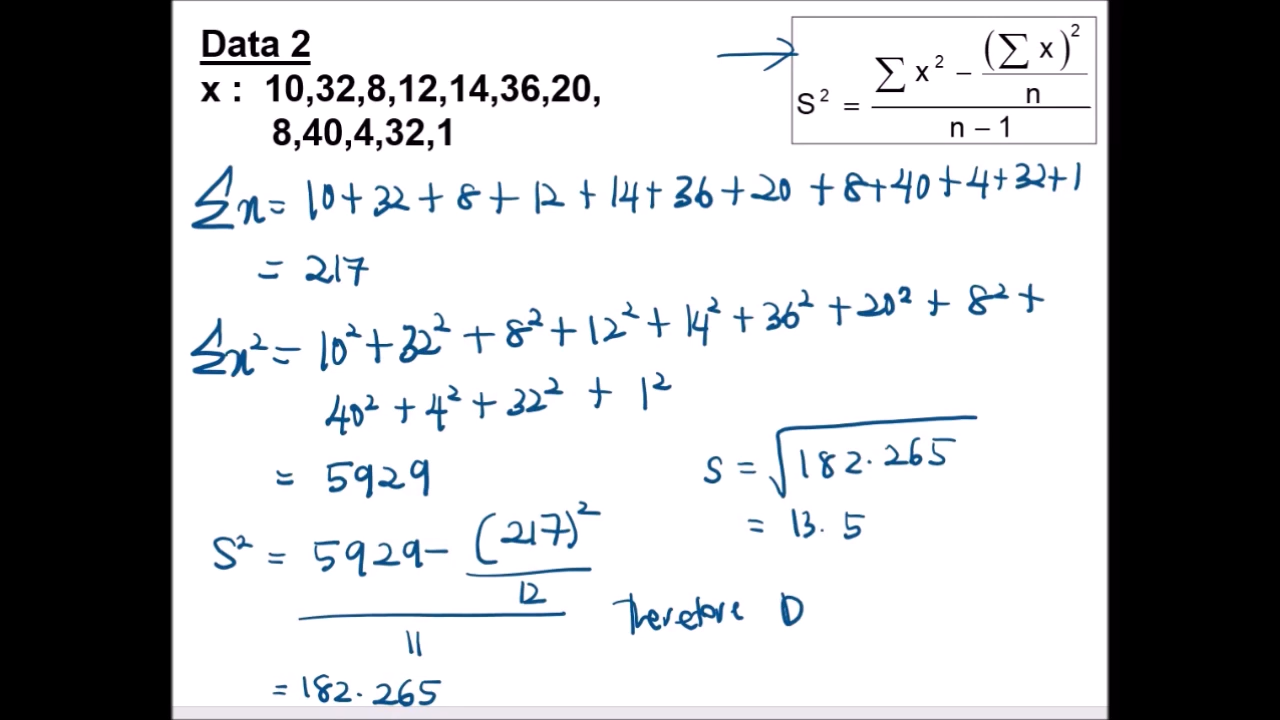 Data 2
x : 10,32,8,12,14,36,20,
8,40,4,32,1
S² = (∑ x² − (∑ x)² / n) / (n − 1)
∑x = 10+32+8+12+14+36+20+8+40+4+32+1
= 217
∑x² = 10²+32²+8²+12²+14²+36²+20²+8²+
40²+4²+32²+1²
= 5929
S² = (5929 − (217)² / 12) / 11
= 182.265
S = √182.265
= 13.5
Therefore D